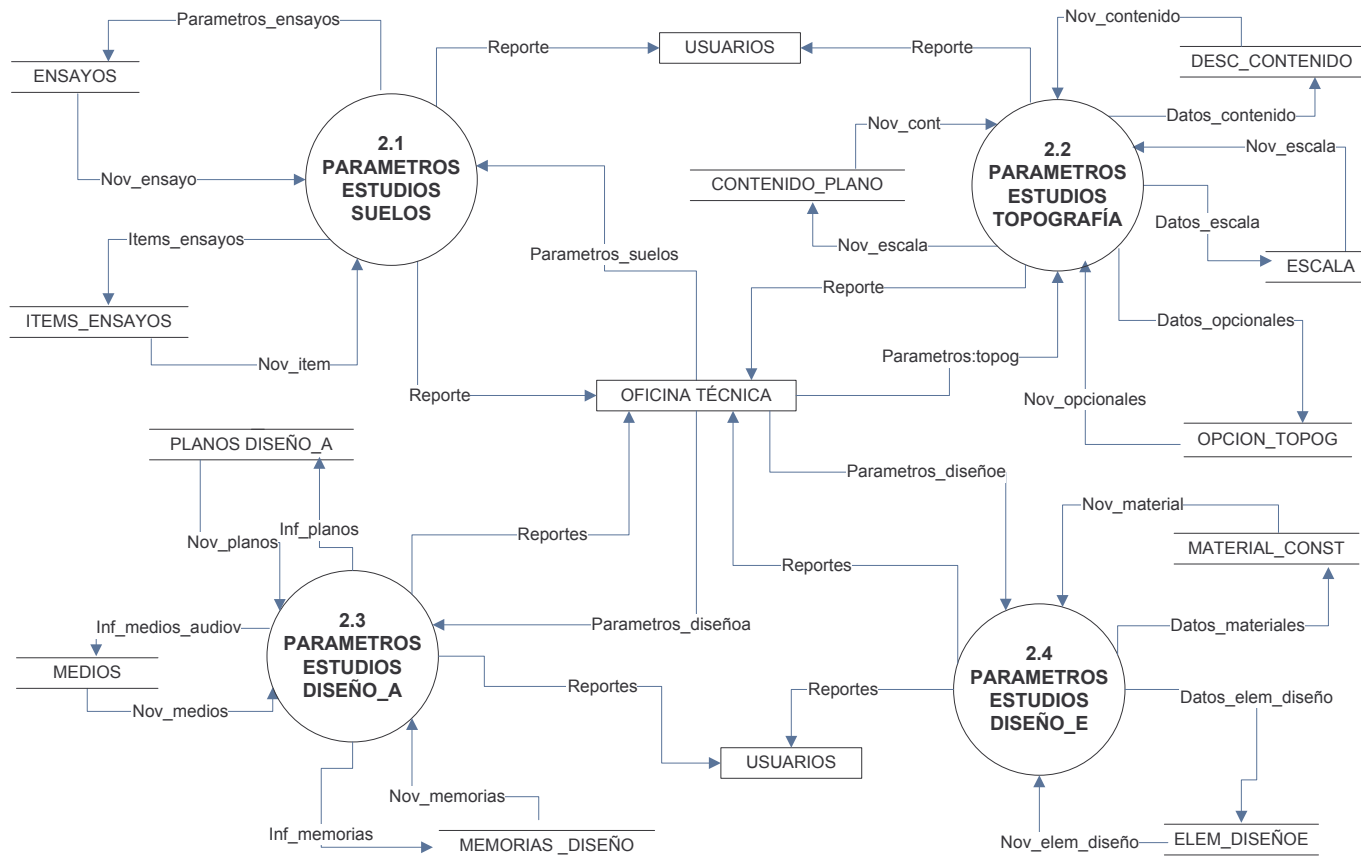 Parametros_ensayos
Nov_contenido
Reporte
USUARIOS
Reporte
ENSAYOS
DESC_CONTENIDO
Datos_contenido
Nov_cont
2.1
PARAMETROS
ESTUDIOS
SUELOS
2.2
PARAMETROS
ESTUDIOS
TOPOGRAFÍA
Nov_escala
Nov_ensayo
CONTENIDO_PLANO
Datos_escala
Items_ensayos
Parametros_suelos
Nov_escala
ESCALA
Reporte
ITEMS_ENSAYOS
Datos_opcionales
Nov_item
Parametros:topog
Reporte
OFICINA TÉCNICA
Nov_opcionales
PLANOS DISEÑO_A
OPCION_TOPOG
Parametros_diseñoe
Nov_material
Inf_planos
Nov_planos
Reportes
Reportes
MATERIAL_CONST
Inf_medios_audiov
2.3
PARAMETROS
ESTUDIOS
DISEÑO_A
Parametros_diseñoa
Datos_materiales
MEDIOS
2.4
PARAMETROS
ESTUDIOS
DISEÑO_E
Reportes
Reportes
Datos_elem_diseño
Nov_medios
USUARIOS
Nov_memorias
Inf_memorias
MEMORIAS _DISEÑO
Nov_elem_diseño
ELEM_DISEÑOE